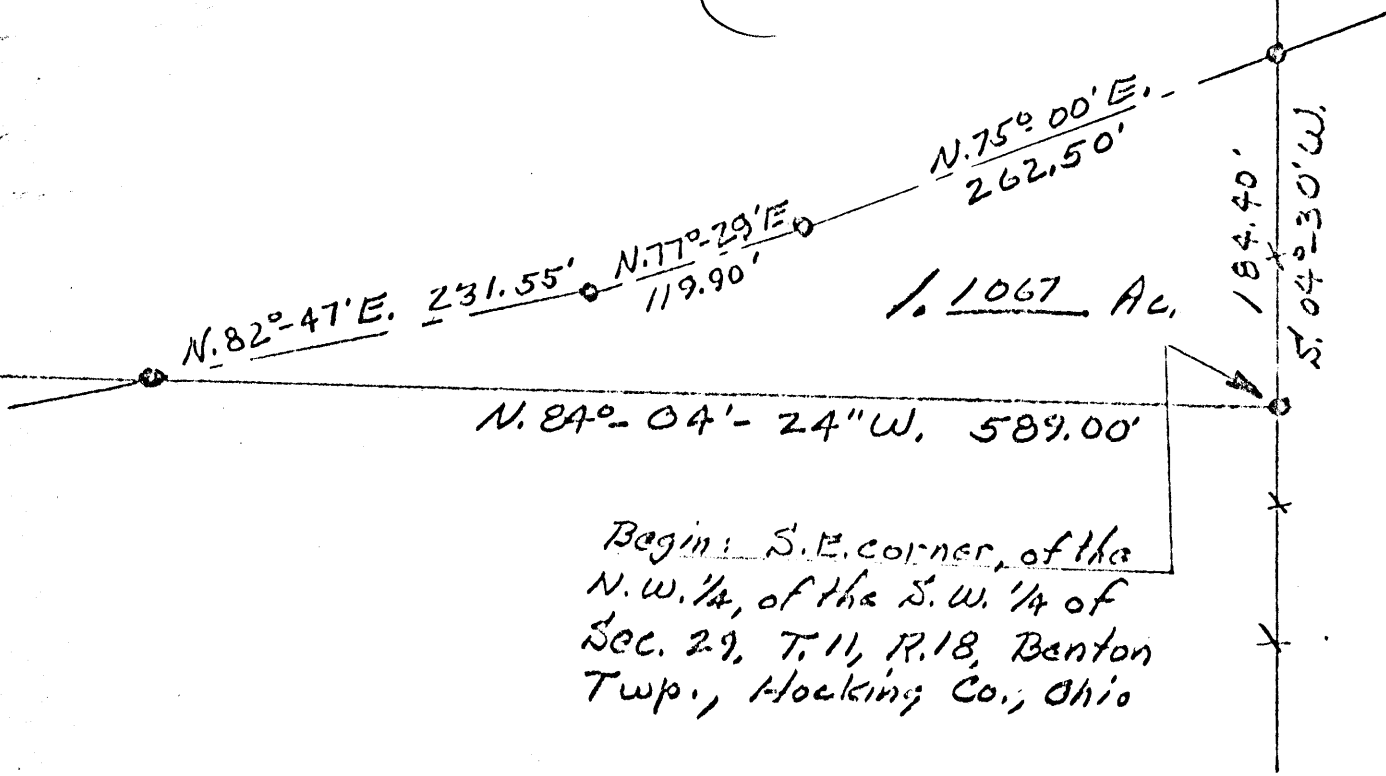 N.75° 00' E.
262.50'
N.77°-29' E
119.90'
N.82°-47' E. 231.55'
1.1067 Ac.
184.40'
S. 04°-30' W.
N. 84°- 04'- 24" W. 589.00'
Begin: S.E. corner, of the
N.W. 1/4, of the S.W. 1/4 of
Sec. 29, T.11, R.18, Benton
Twp., Hocking Co., Ohio